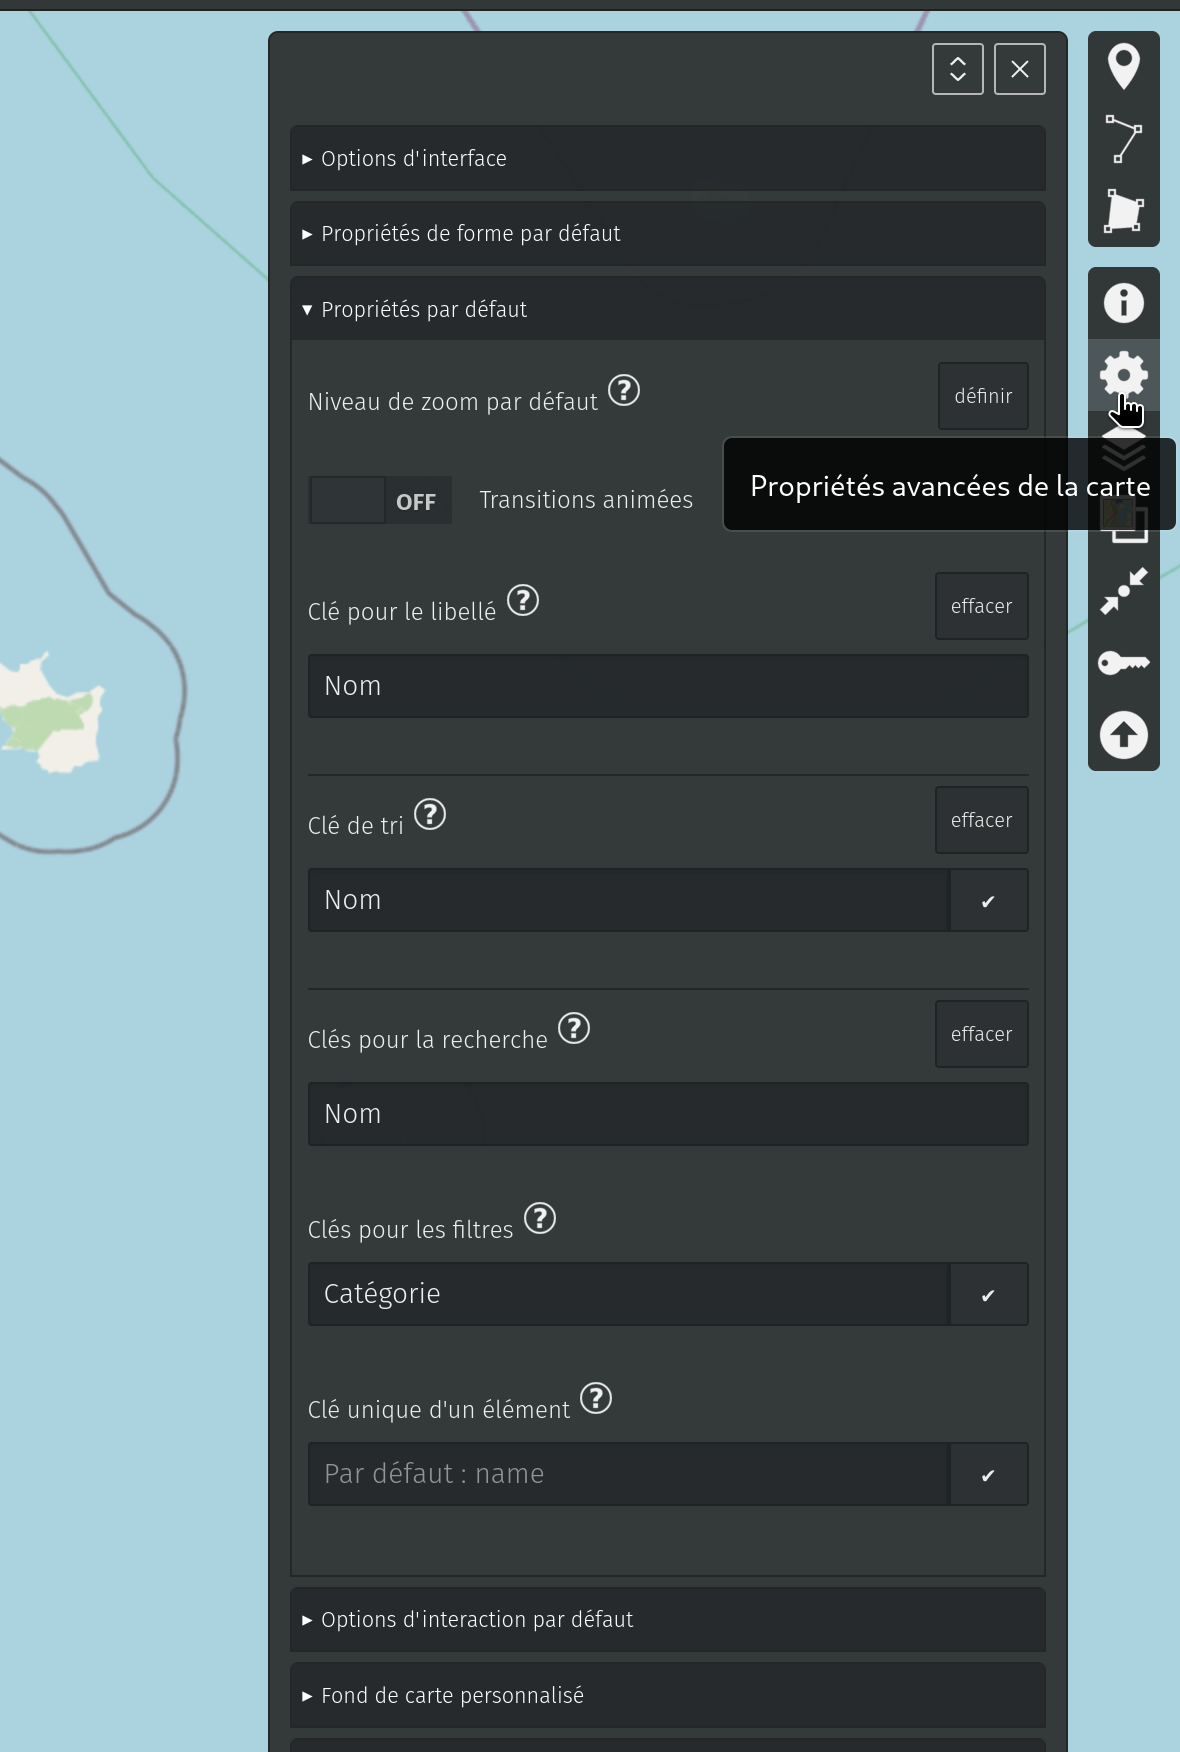 Options d'interface
Propriétés de forme par défaut
Propriétés par défaut
Niveau de zoom par défaut ?
définir
Propriétés avancées de la carte
OFF Transitions animées
Clé pour le libellé ?
effacer
Nom
Clé de tri ?
effacer
Nom
Clés pour la recherche ?
effacer
Nom
Clés pour les filtres ?
Catégorie
Clé unique d'un élément ?
Par défaut : name
Options d'interaction par défaut
Fond de carte personnalisé